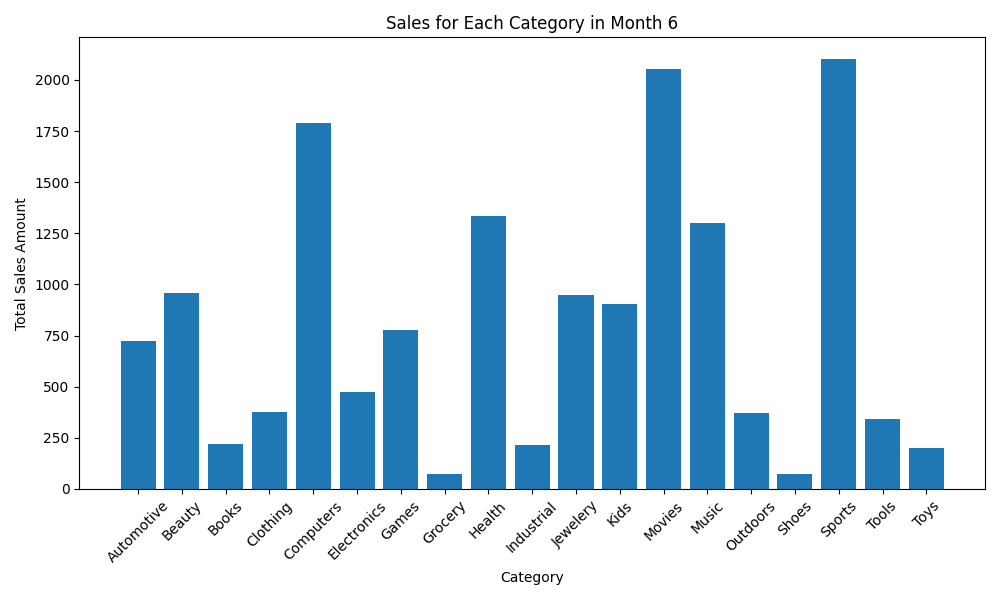 Sales for Each Category in Month 6
Total Sales Amount
2000
1750
1500
1250
1000
750
500
250
0
Automotive
Beauty
Books
Clothing
Computers
Electronics
Games
Grocery
Health
Industrial
Jewelery
Kids
Movies
Music
Outdoors
Shoes
Sports
Tools
Toys
Category